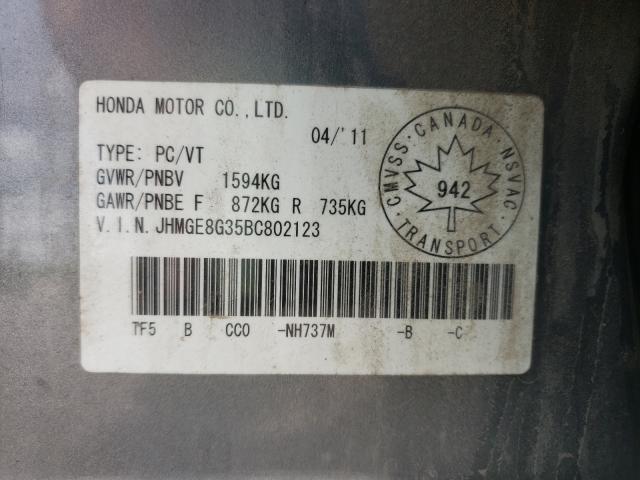 HONDA MOTOR CO.,LTD.
04/'11
TYPE: PC/VT
GVWR/PNBV 1594KG
GAWR/PNBE F 872KG R 735KG
V.I.N. JHMGE8G35BC802123
CMVSS · CANADA · NSVAC · TRANSPORT ·
942
TF5 B CCO -NH737M -B -C